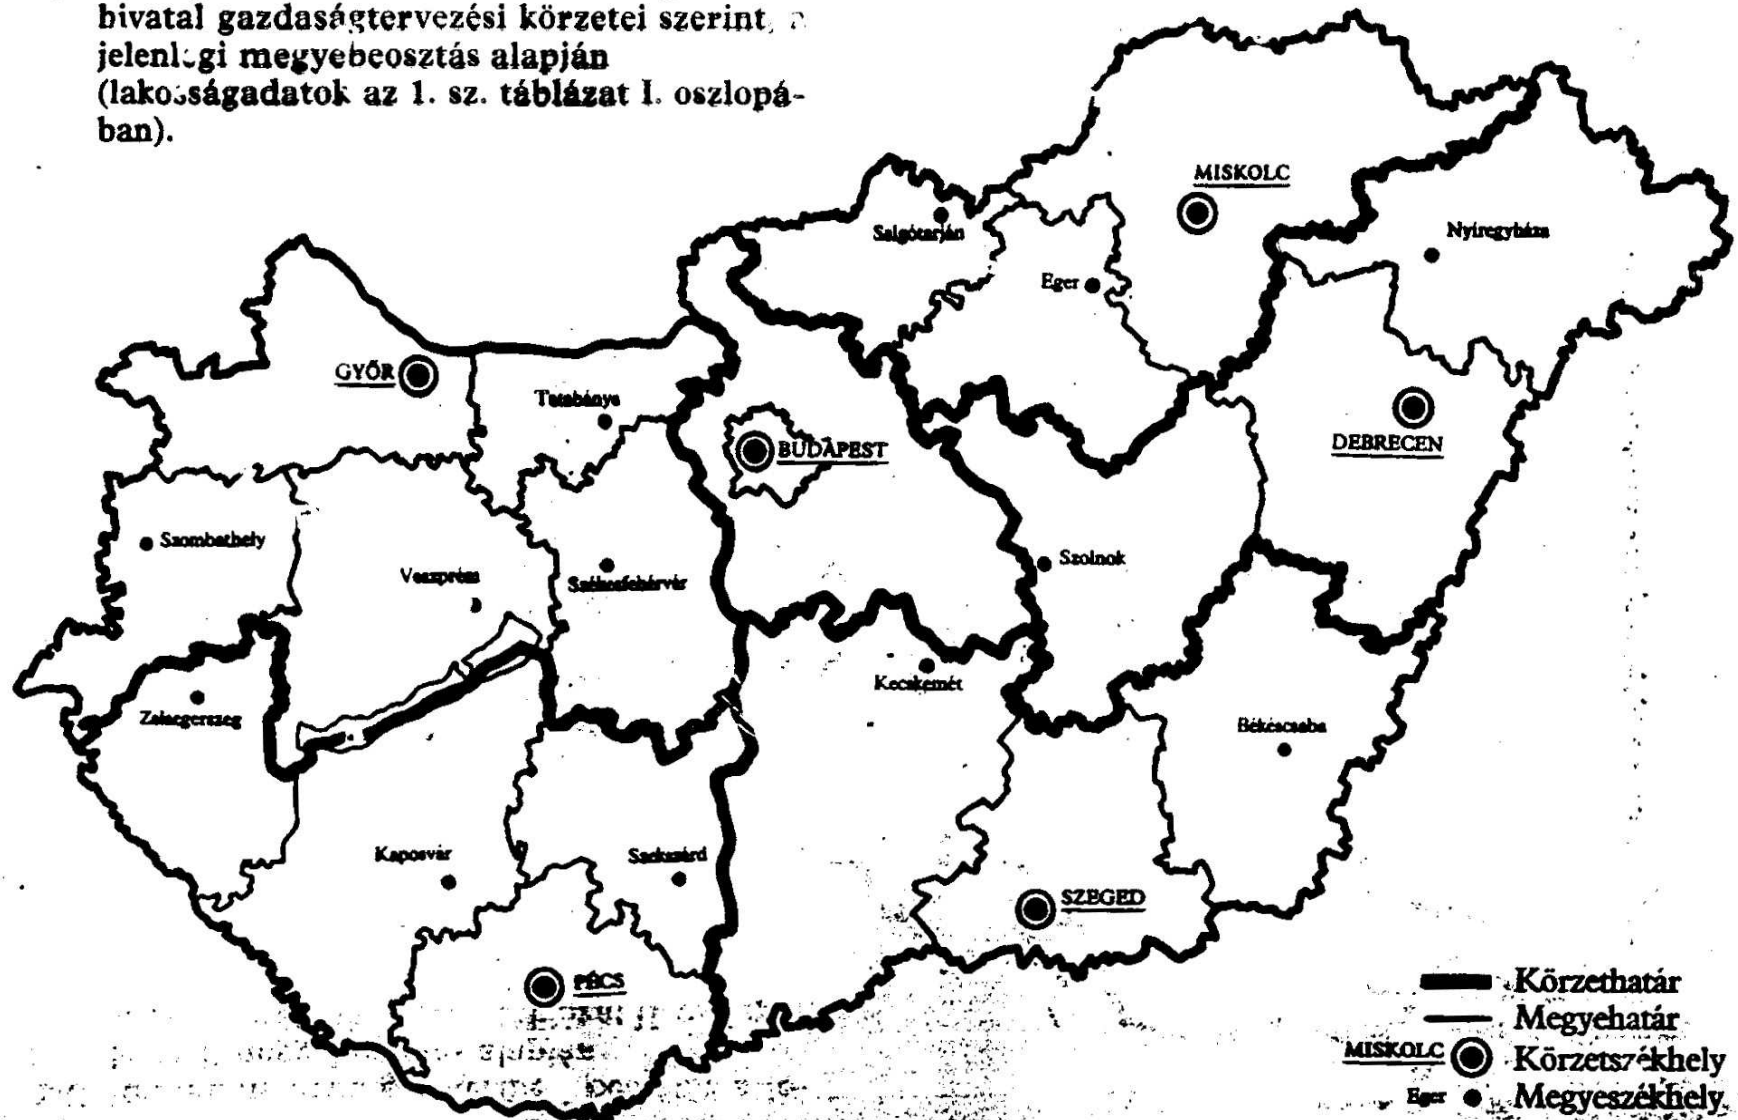 bivatal gazdaságtervezési körzetei szerint,
jelenlegi megyebeosztás alapján
(lakosságadatok az 1. sz. táblázat I. oszlopá-
ban).
MISKOLC
Salgótarján
Nyíregyháza
Eger
GYŐR
Tatabánya
DEBRECEN
BUDAPEST
Szombathely
Veszprém
Székesfehérvár
Szolnok
Kecskemét
Zalaegerszeg
Békéscsaba
Kaposvár
Szekszárd
SZEGED
PÉCS
Körzethatár
Megyehatár
MISKOLC Körzetszékhely
Eger Megyeszékhely